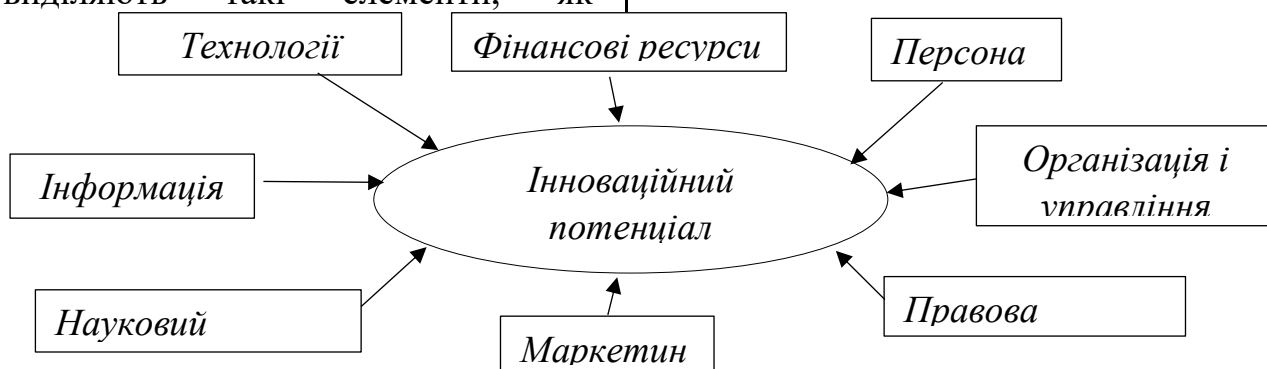 виділяють такі елементи, як
Технології
Фінансові ресурси
Персона
Інформація
Інноваційний
потенціал
Організація і
управління
Науковий
Маркетин
Правова